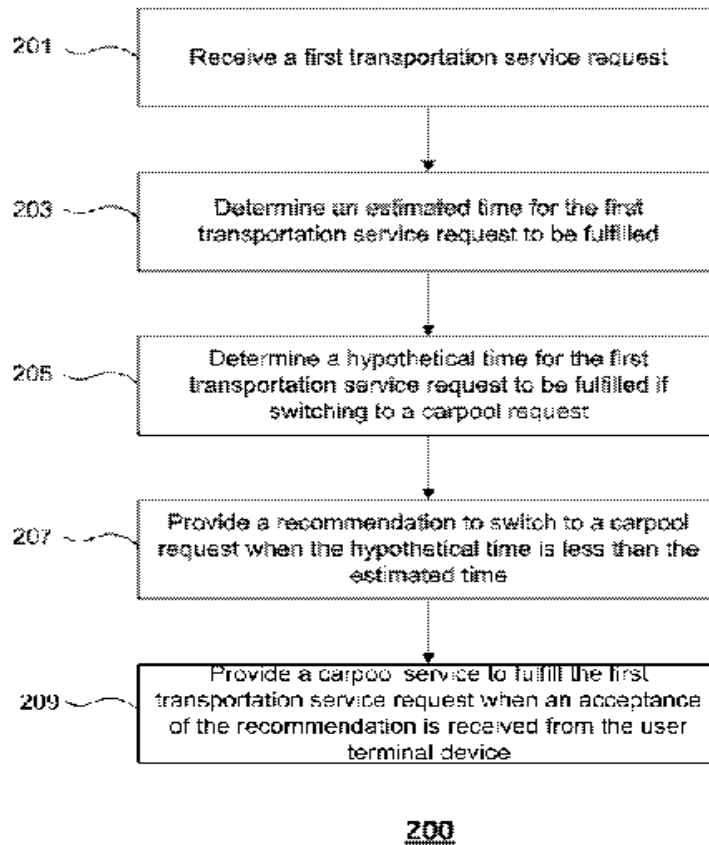 201
Receive a first transportation service request
203
Determine an estimated time for the first
transportation service request to be fulfilled
205
Determine a hypothetical time for the first
transportation service request to be fulfilled if
switching to a carpool request
207
Provide a recommendation to switch to a carpool
request when the hypothetical time is less than the
estimated time
209
Provide a carpool service to fulfill the first
transportation service request when an acceptance
of the recommendation is received from the user
terminal device
200